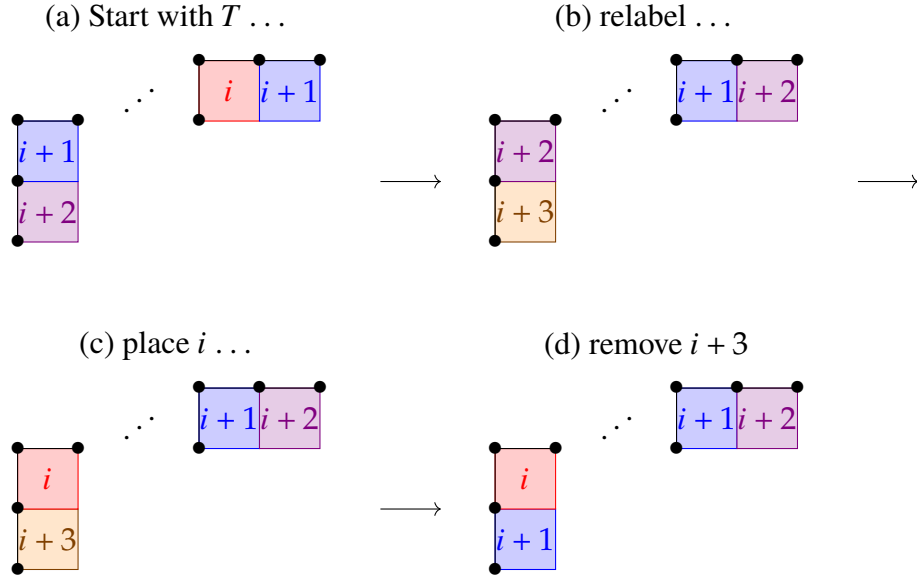 (a) Start with T ...
(b) relabel ...
i
i + 1
i + 1
i + 2
i + 1
i + 2
i + 2
i + 3
(c) place i ...
(d) remove i + 3
i + 1
i + 2
i + 1
i + 2
i
i
i + 3
i + 1